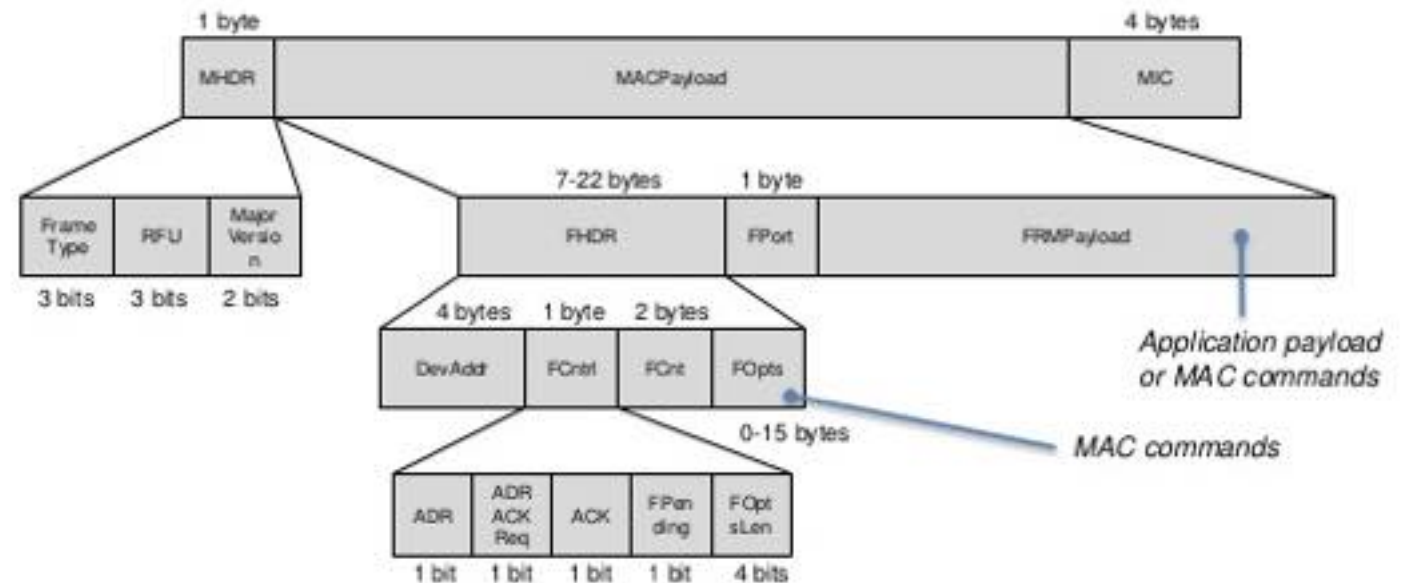 1 byte
4 bytes
MHDR
MACPayload
MIC
7-22 bytes
1 byte
Frame
Type
RFU
Major
Versio
n
FHDR
FPort
FRMPayload
3 bits
3 bits
2 bits
4 bytes
1 byte
2 bytes
Application payload
or MAC commands
DevAddr
FCntrl
FCnt
FOpts
0-15 bytes
MAC commands
ADR
ADR
ACK
Req
ACK
FPen
ding
FOpt
sLen
1 bit
1 bit
1 bit
1 bit
4 bits